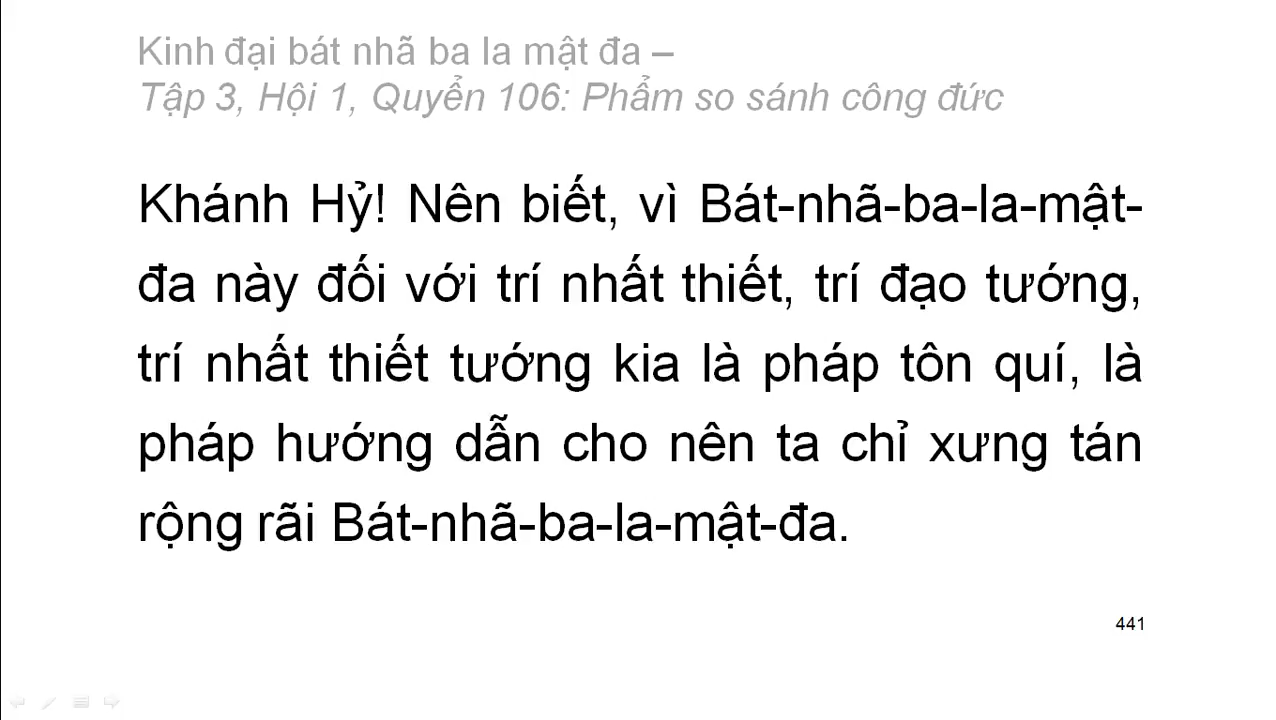 Kinh đại bát nhã ba la mật đa –
Tập 3, Hội 1, Quyển 106: Phẩm so sánh công đức
Khánh Hỷ! Nên biết, vì Bát-nhã-ba-la-mật-
đa này đối với trí nhất thiết, trí đạo tướng,
trí nhất thiết tướng kia là pháp tôn quí, là
pháp hướng dẫn cho nên ta chỉ xưng tán
rộng rãi Bát-nhã-ba-la-mật-đa.
441